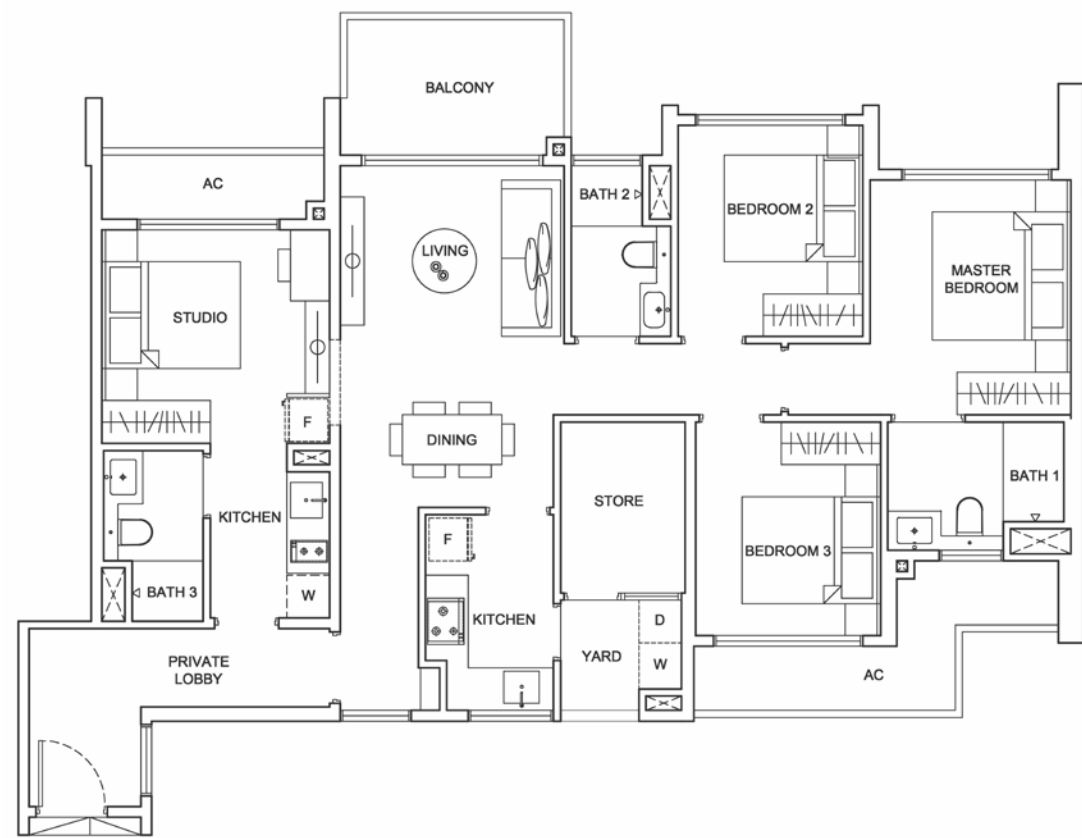 BALCONY
AC
BATH 2
BEDROOM 2
LIVING
MASTER
BEDROOM
STUDIO
F
DINING
BATH 1
STORE
KITCHEN
F
BEDROOM 3
W
BATH 3
KITCHEN
D
YARD
W
PRIVATE
LOBBY
AC